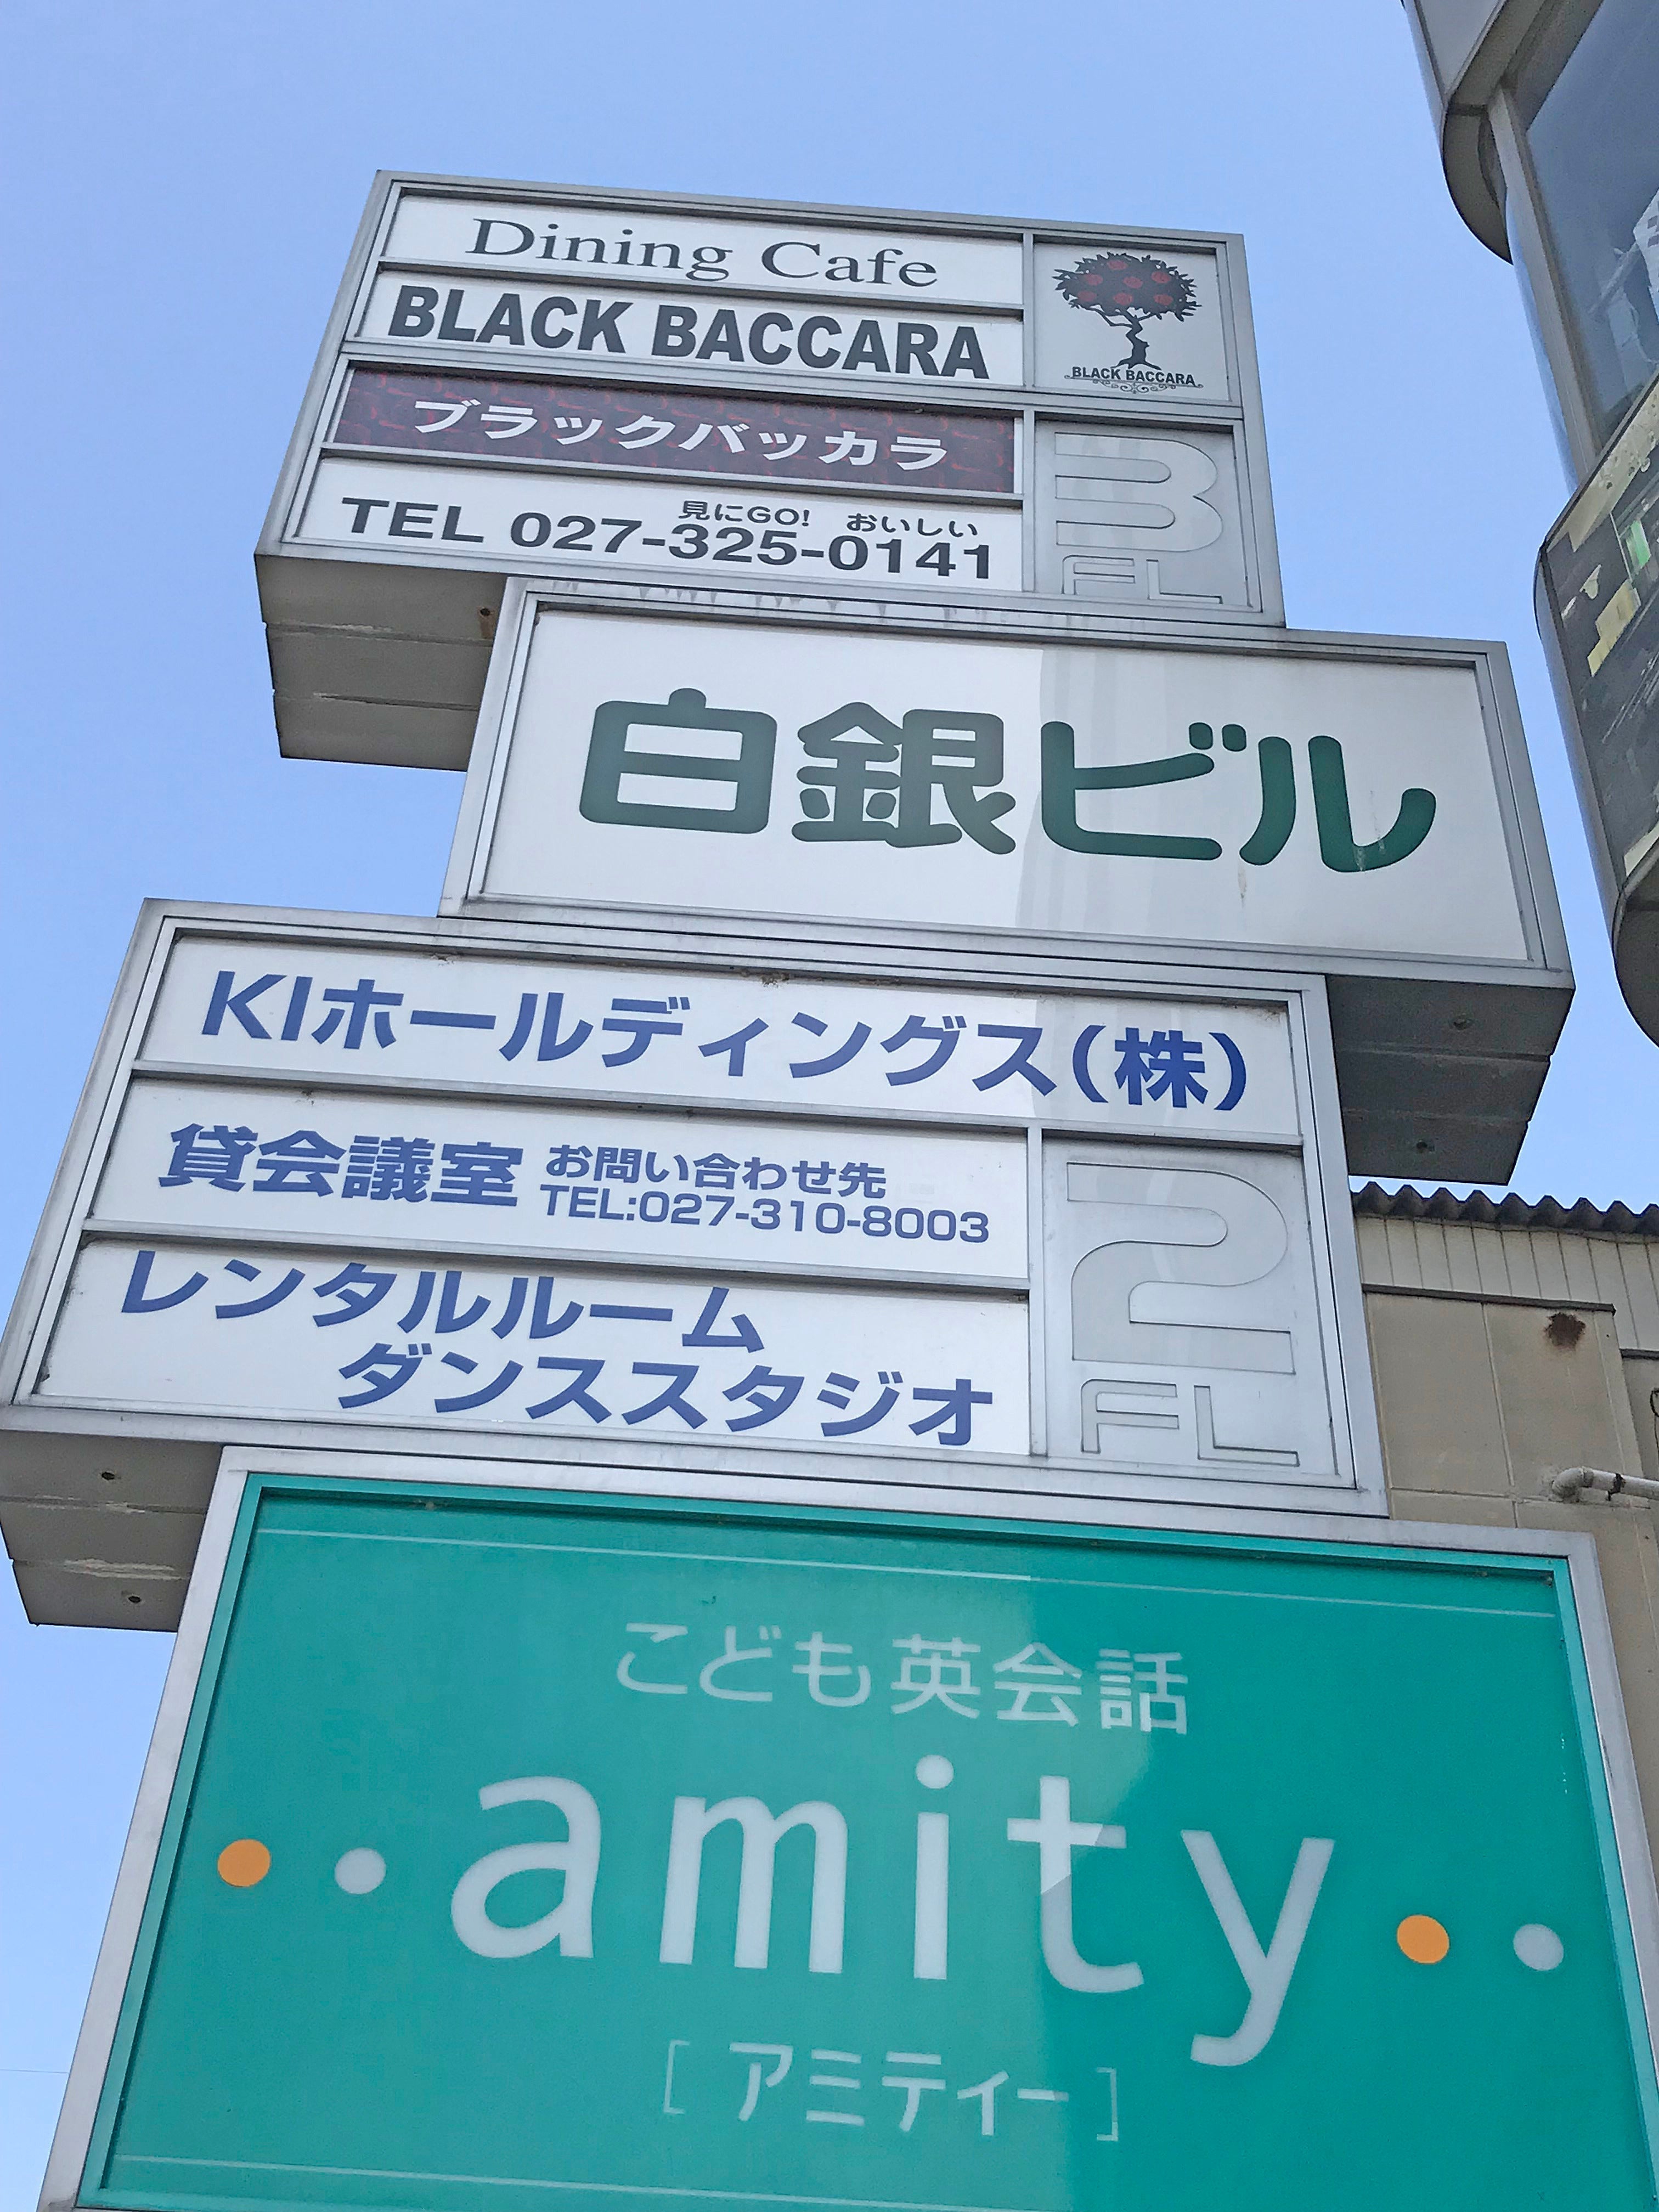 Dining Cafe
BLACK BACCARA
BLACK BACCARA
ブラックバッカラ
見にGO! おいしい
TEL 027-325-0141
3
FL
白銀ビル
KIホールディングス(株)
貸会議室
お問い合わせ先
TEL:027-310-8003
レンタルルーム
ダンススタジオ
2
FL
こども英会話
amity
[アミティー]